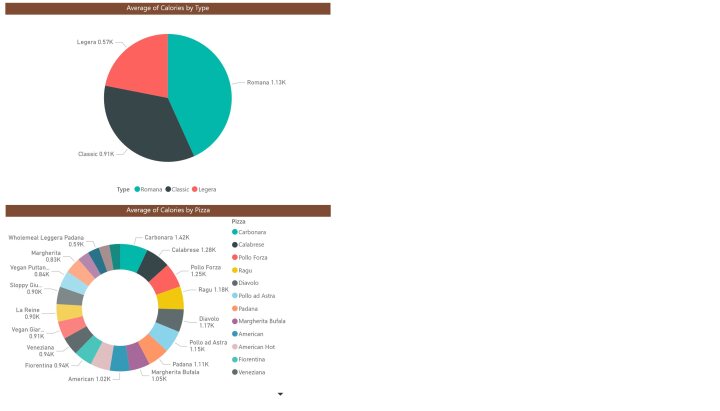 Average of Calories by Type
Legera 0.57K
Romana 1.13K
Classic 0.91K
Type Romana Classic Legera
Average of Calories by Pizza
Pizza
Carbonara
Calabrese
Pollo Forza
Ragu
Diavolo
Pollo ad Astra
Padana
Margherita Bufala
American
American Hot
Fiorentina
Veneziana
Carbonara 1.42K
Calabrese 1.28K
Pollo Forza
1.25K
Ragu 1.18K
Diavolo
1.17K
Pollo ad Astra
1.15K
Padana 1.11K
Margherita Bufala
1.05K
American 1.02K
Fiorentina 0.94K
Veneziana
0.94K
Vegan Giar...
0.91K
La Reine
0.90K
Sloppy Giu...
0.90K
Vegan Puttan...
0.84K
Margherita
0.83K
Wholemeal Leggera Padana
0.59K